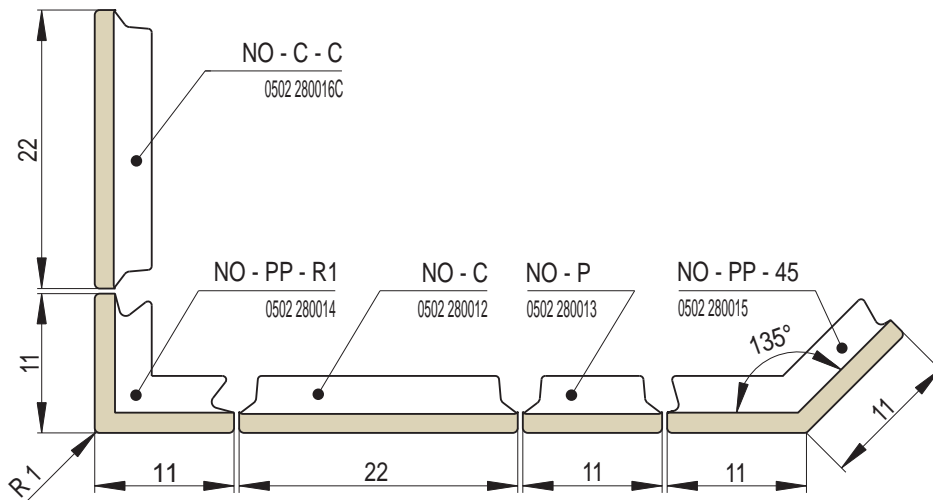 NO - C - C
0502 280016C
22
NO - PP - R1
0502 280014
NO - C
0502 280012
NO - P
0502 280013
NO - PP - 45
0502 280015
11
135°
11
R 1
11
22
11
11